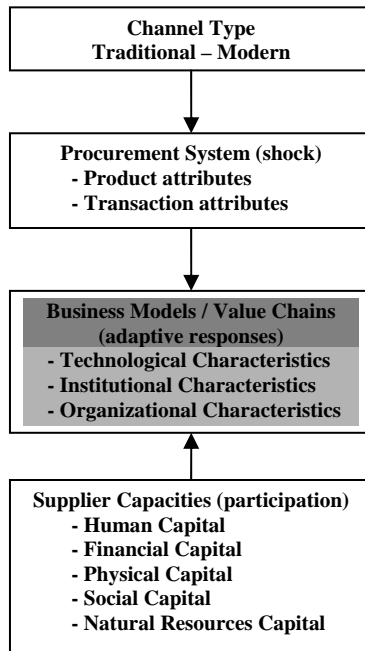 Channel Type
Traditional – Modern
Procurement System (shock)
- Product attributes
- Transaction attributes
Business Models / Value Chains
(adaptive responses)
- Technological Characteristics
- Institutional Characteristics
- Organizational Characteristics
Supplier Capacities (participation)
- Human Capital
- Financial Capital
- Physical Capital
- Social Capital
- Natural Resources Capital